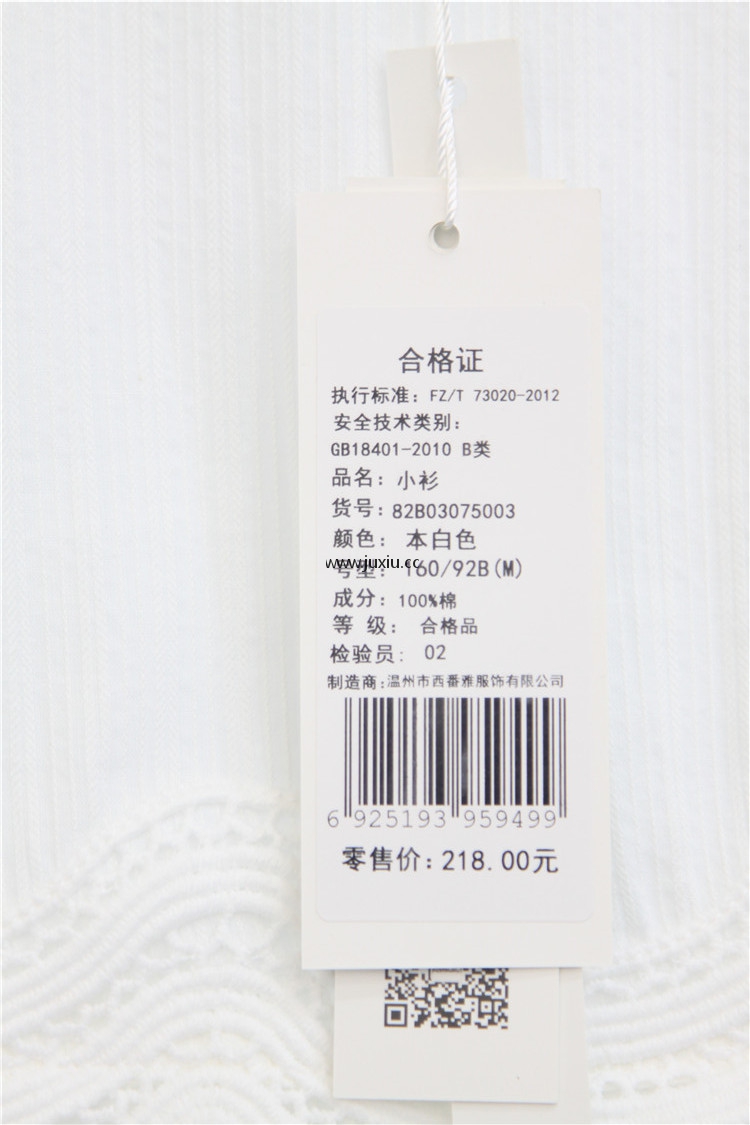 合格证
执行标准: FZ/T 73020-2012
安全技术类别:
GB18401-2010 B类
品名: 小衫
货号: 82B03075003
颜色: 本白色
www.juxiu.cc
号型: 160/92B(M)
成分: 100%棉
等 级: 合格品
检验员: 02
制造商:温州市西番雅服饰有限公司
6 925193 959499
零售价: 218.00元